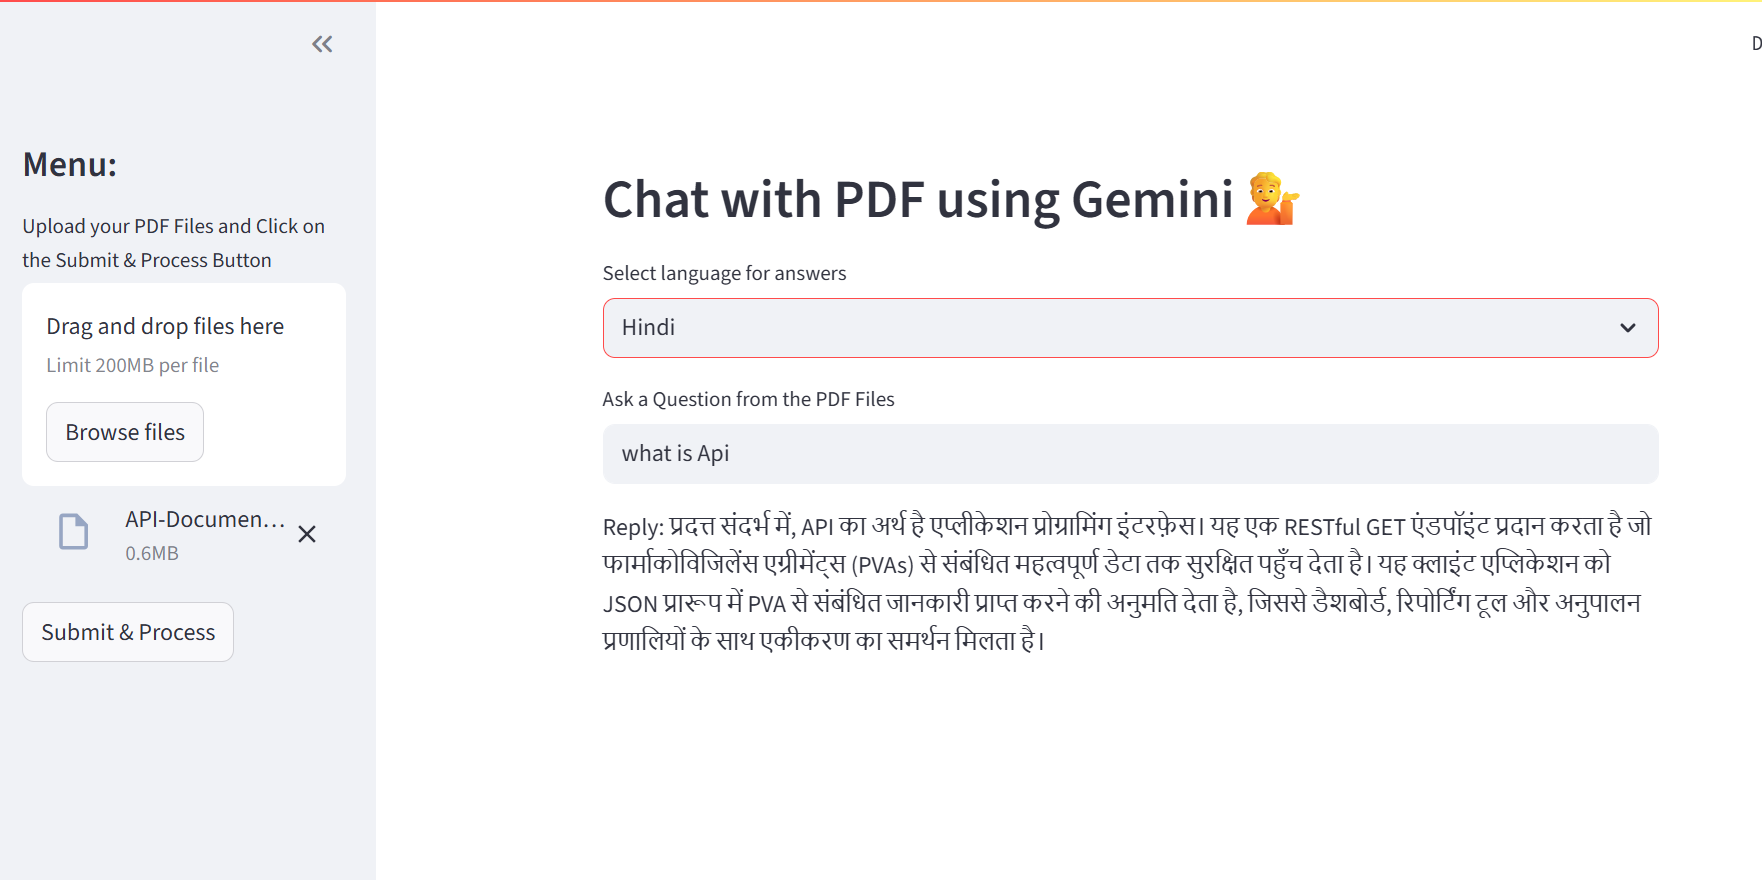 Menu:
Upload your PDF Files and Click on
the Submit & Process Button
Drag and drop files here
Limit 200MB per file
Browse files
API-Documen...
0.6MB
Submit & Process
D
Chat with PDF using Gemini 💁
Select language for answers
Hindi
Ask a Question from the PDF Files
what is Api
Reply: प्रदत्त संदर्भ में, API का अर्थ है एप्लीकेशन प्रोग्रामिंग इंटरफ़ेस। यह एक RESTful GET एंडपॉइंट प्रदान करता है जो
फार्माकोविजिलेंस एग्रीमेंट्स (PVAs) से संबंधित महत्वपूर्ण डेटा तक सुरक्षित पहुँच देता है। यह क्लाइंट एप्लिकेशन को
JSON प्रारूप में PVA से संबंधित जानकारी प्राप्त करने की अनुमति देता है, जिससे डैशबोर्ड, रिपोर्टिंग टूल और अनुपालन
प्रणालियों के साथ एकीकरण का समर्थन मिलता है।